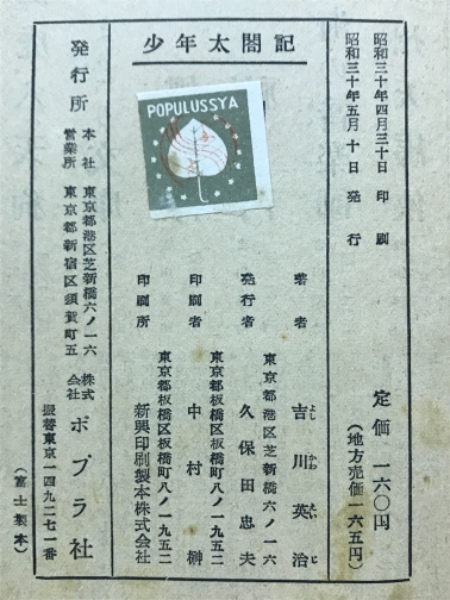 昭和三十年四月三十日 印刷
昭和三十年五月十日 発行
定価 一六〇円
(地方売価一六五円)
少年太閤記
POPULUSSYA
著者 吉川英治
よし かわ えい じ
東京都港区芝新橋六ノ一六
発行者 久保田忠夫
東京都板橋区板橋町八ノ一九五二
印刷者 中村榊
東京都板橋区板橋町八ノ一九五二
印刷所 新興印刷製本株式会社
発行所
本社 東京都港区芝新橋六ノ一六
営業所 東京都新宿区須賀町五
株式会社 ポプラ社
振替東京一四九二七一番
(富士製本)